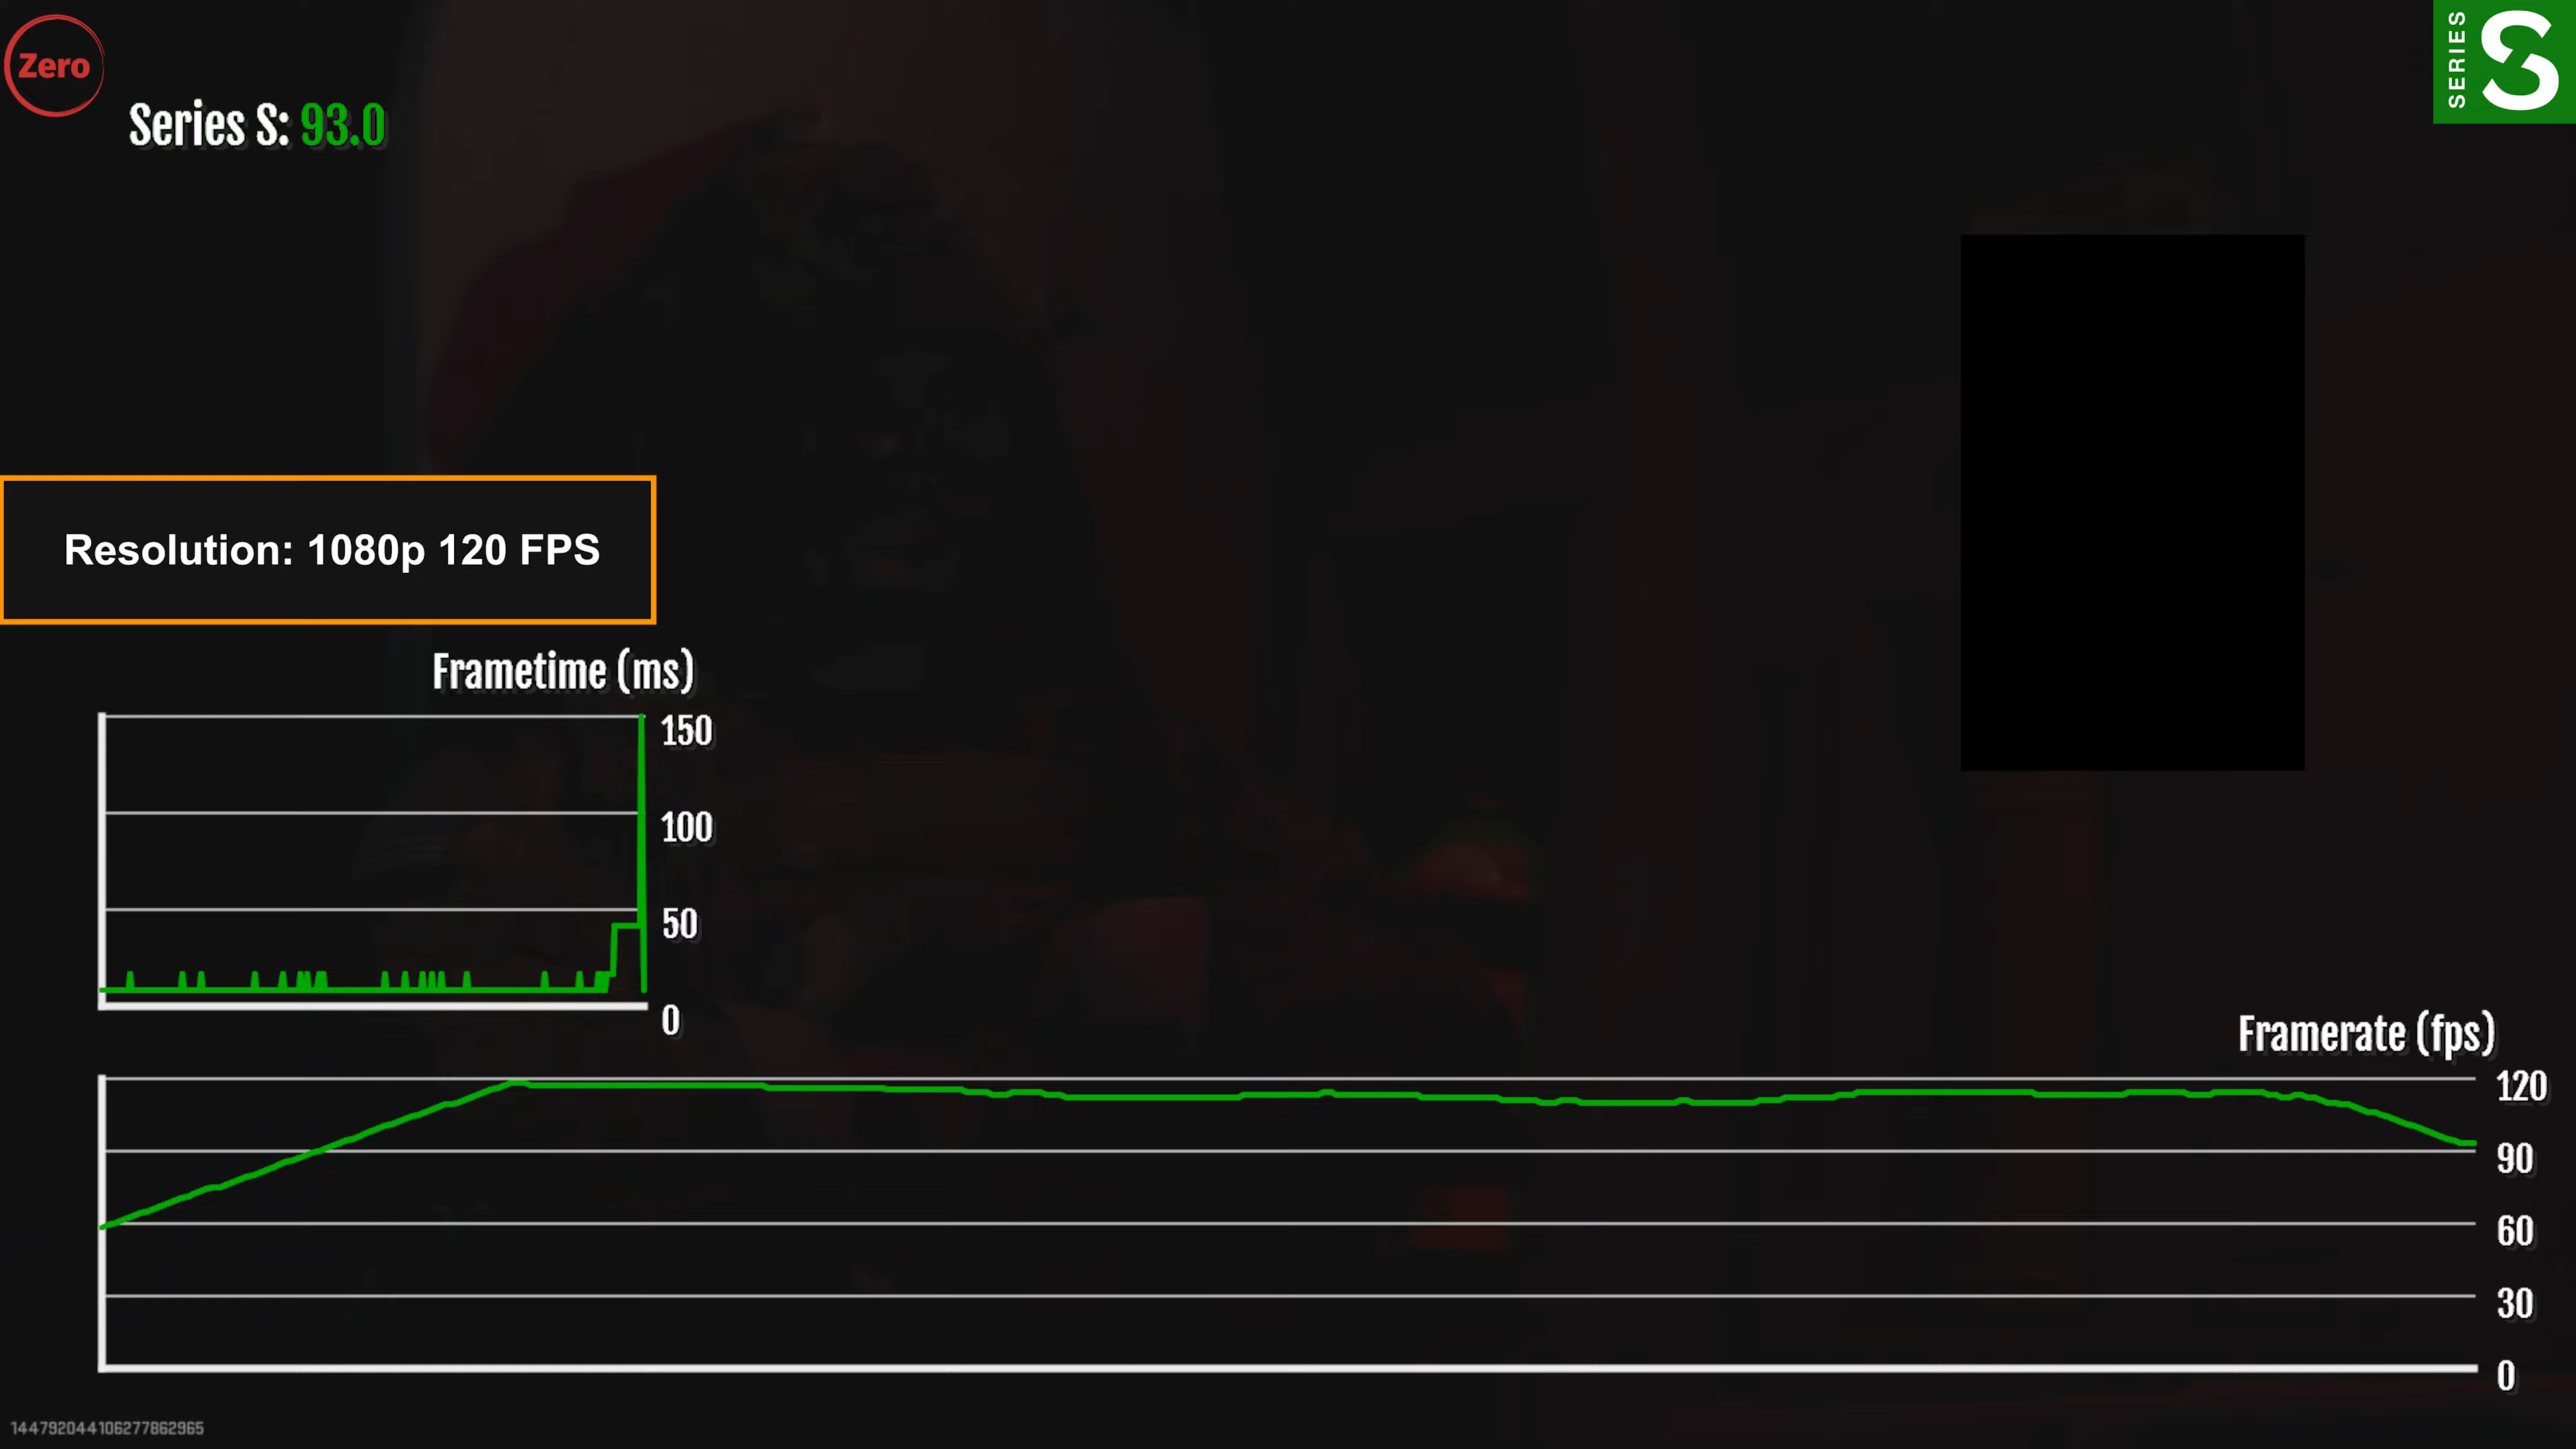 Zero
SERIES S
Series S: 93.0
Resolution: 1080p 120 FPS
Frametime (ms)
150
100
50
0
Framerate (fps)
120
90
60
30
0
144792044106277862965